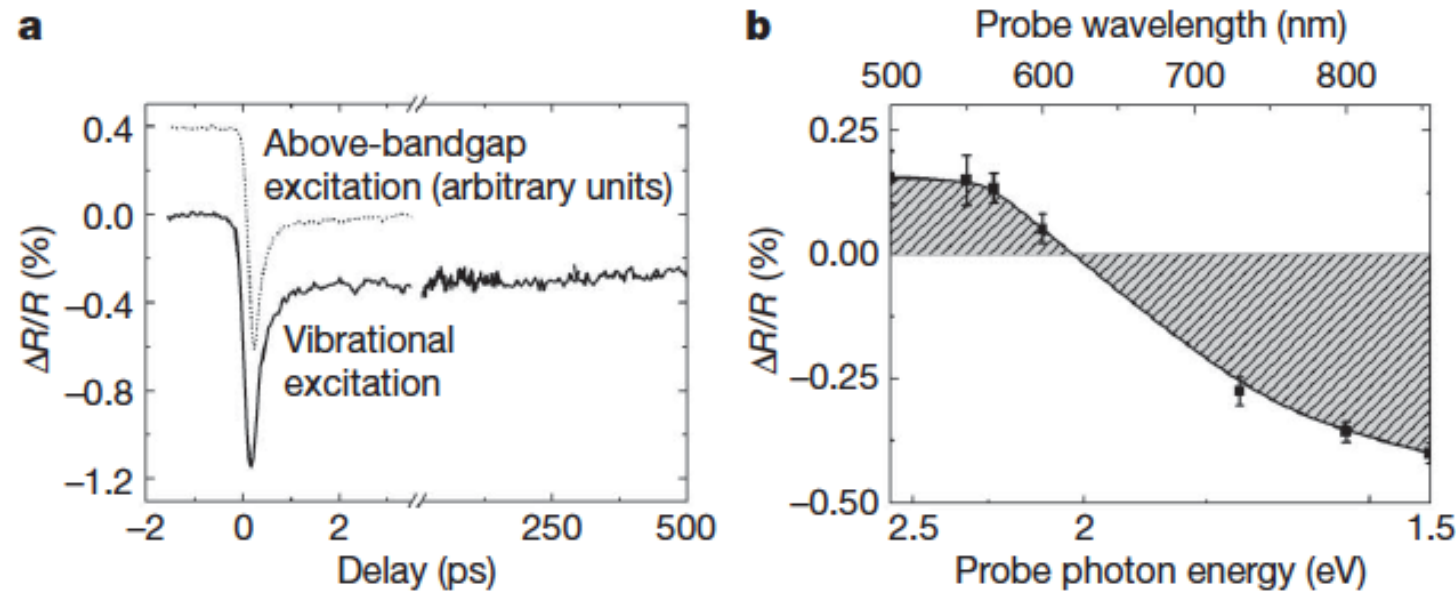 a
0.4
0.0
−0.4
−0.8
−1.2
ΔR/R (%)
Above-bandgap
excitation (arbitrary units)
Vibrational
excitation
−2 0 2 250 500
Delay (ps)
b
Probe wavelength (nm)
500 600 700 800
0.25
0.00
−0.25
−0.50
ΔR/R (%)
2.5 2 1.5
Probe photon energy (eV)